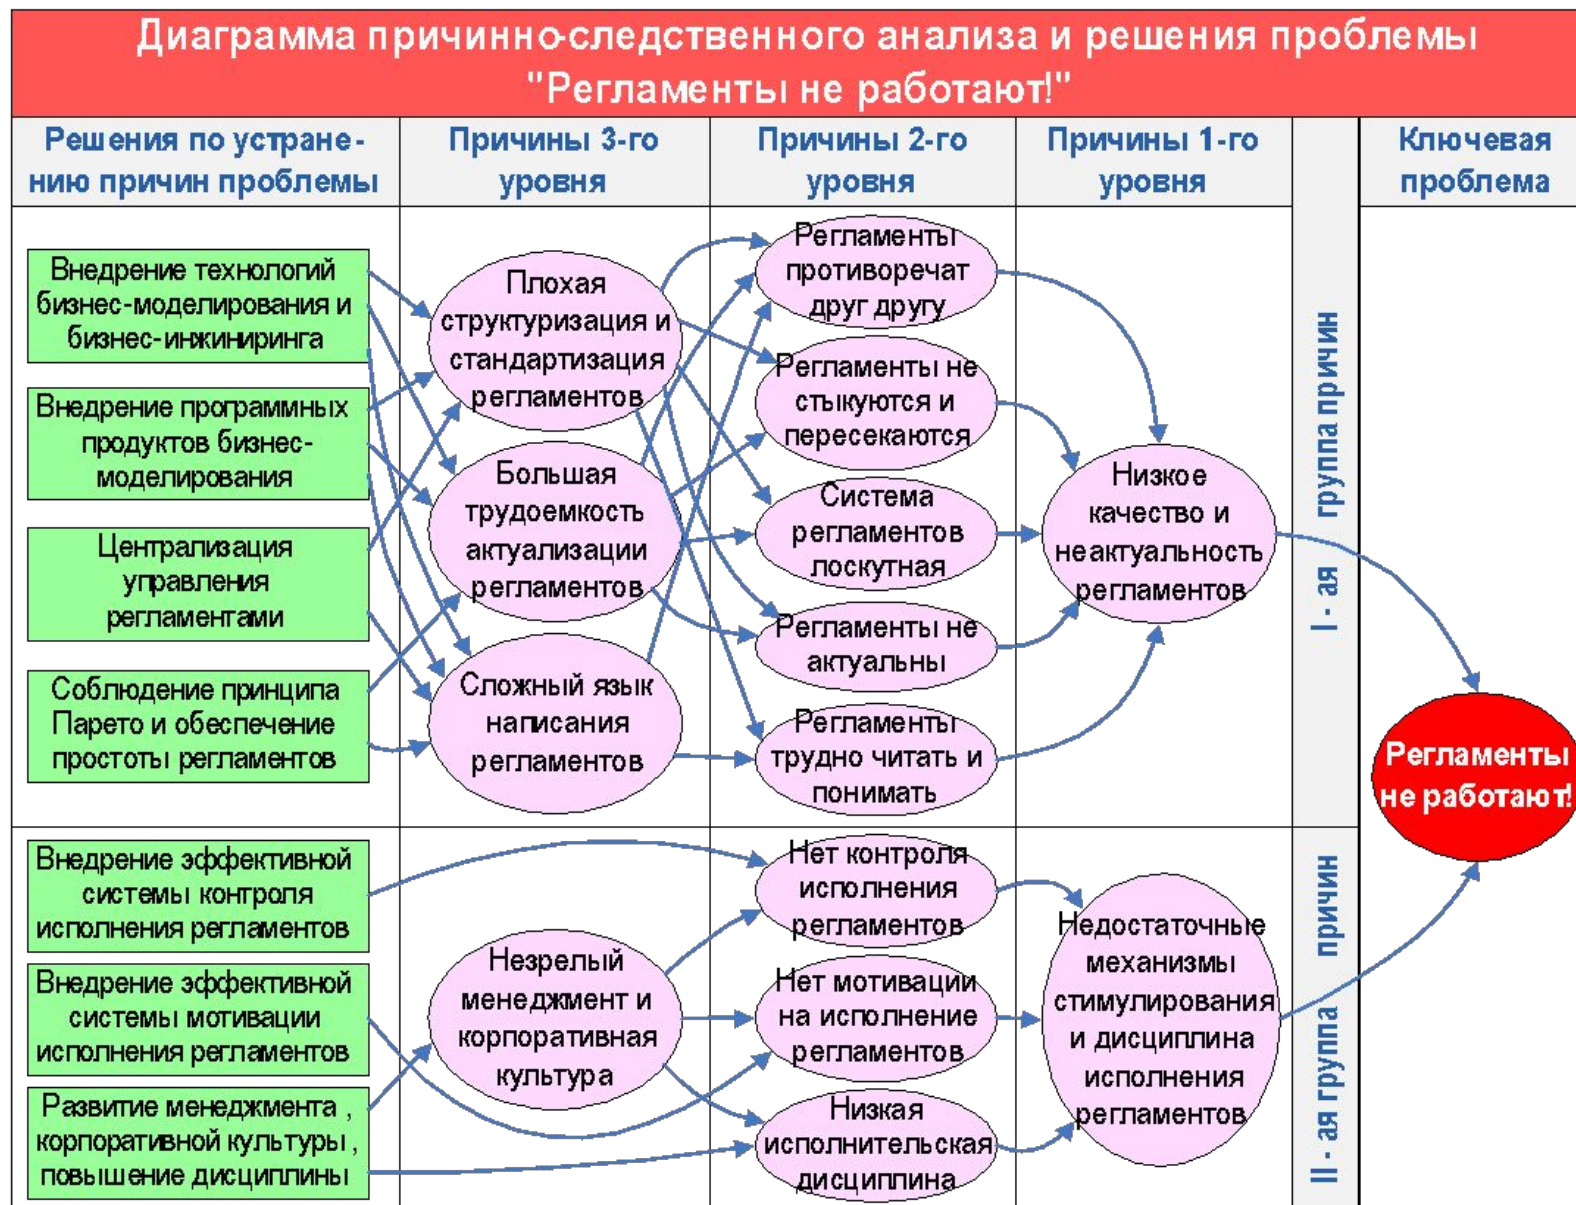 Диаграмма причинно-следственного анализа и решения проблемы
"Регламенты не работают!"
Решения по устране-
нию причин проблемы
Причины 3-го
уровня
Причины 2-го
уровня
Причины 1-го
уровня
Ключевая
проблема
Внедрение технологий
бизнес-моделирования и
бизнес-инжиниринга
Внедрение программных
продуктов бизнес-
моделирования
Централизация
управления
регламентами
Соблюдение принципа
Парето и обеспечение
простоты регламентов
Плохая
структуризация и
стандартизация
регламентов
Большая
трудоемкость
актуализации
регламентов
Сложный язык
написания
регламентов
Регламенты
противоречат
друг другу
Регламенты не
стыкуются и
пересекаются
Система
регламентов
лоскутная
Регламенты не
актуальны
Регламенты
трудно читать и
понимать
Низкое
качество и
неактуальность
регламентов
I - ая группа причин
Регламенты
не работают!
Внедрение эффективной
системы контроля
исполнения регламентов
Внедрение эффективной
системы мотивации
исполнения регламентов
Развитие менеджмента ,
корпоративной культуры ,
повышение дисциплины
Незрелый
менеджмент и
корпоративная
культура
Нет контроля
исполнения
регламентов
Нет мотивации
на исполнение
регламентов
Низкая
исполнительская
дисциплина
Недостаточные
механизмы
стимулирования
и дисциплина
исполнения
регламентов
II - ая группа причин